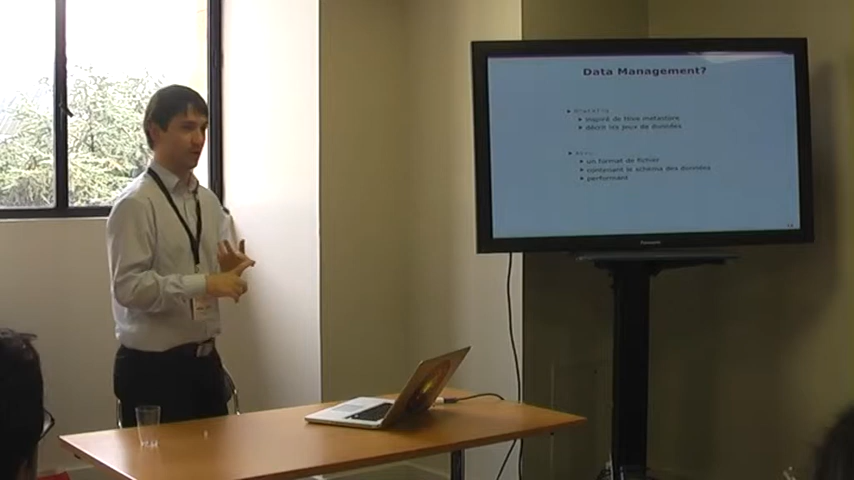 Data Management?
▸ inspiré de Hive metastore
▸ décrit les jeux de données
▸ un format de fichier
▸ contenant le schéma des données
▸ performant
Panasonic